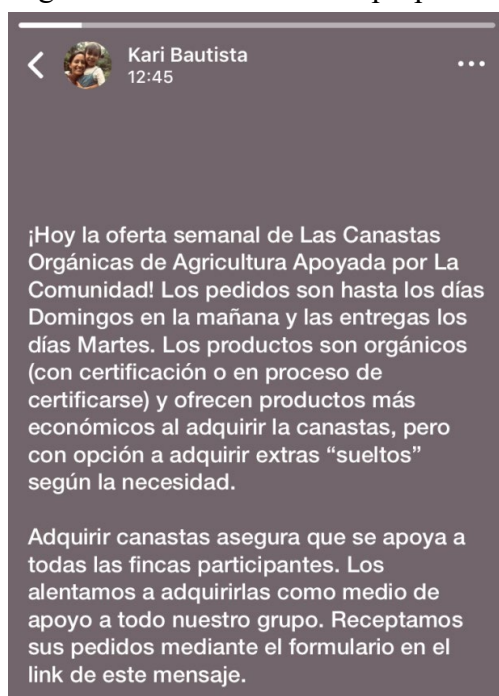 Kari Bautista
12:45
¡Hoy la oferta semanal de Las Canastas
Orgánicas de Agricultura Apoyada por La
Comunidad! Los pedidos son hasta los días
Domingos en la mañana y las entregas los
días Martes. Los productos son orgánicos
(con certificación o en proceso de
certificarse) y ofrecen productos más
económicos al adquirir la canastas, pero
con opción a adquirir extras “sueltos”
según la necesidad.
Adquirir canastas asegura que se apoya a
todas las fincas participantes. Los
alentamos a adquirirlas como medio de
apoyo a todo nuestro grupo. Receptamos
sus pedidos mediante el formulario en el
link de este mensaje.